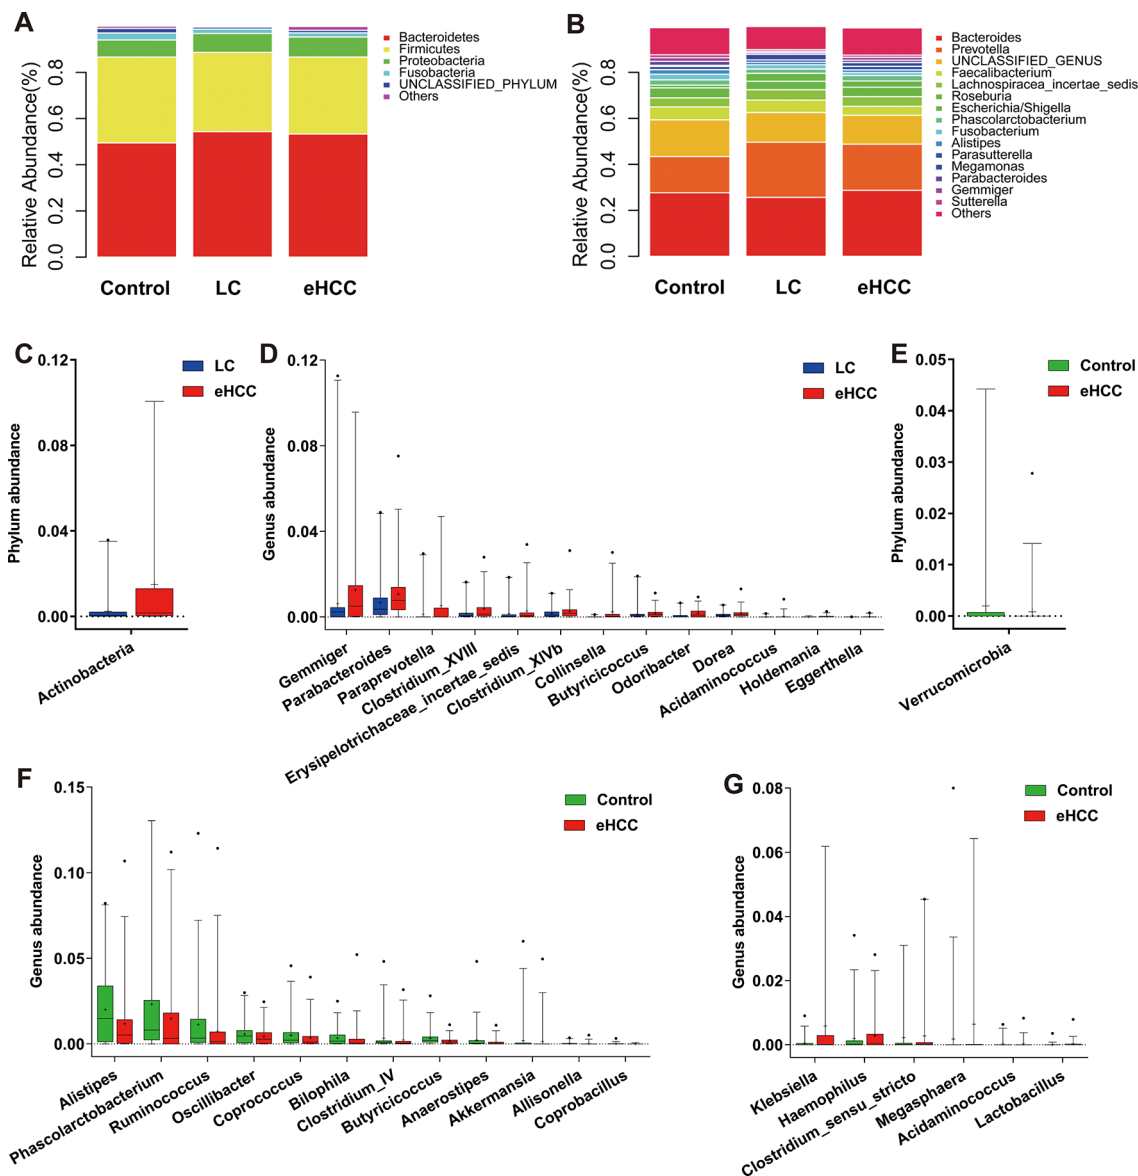 A
Relative Abundance(%)
0.0
0.2
0.4
0.6
0.8
Control
LC
eHCC
Bacteroidetes
Firmicutes
Proteobacteria
Fusobacteria
UNCLASSIFIED_PHYLUM
Others
B
Relative Abundance(%)
0.0
0.2
0.4
0.6
0.8
Control
LC
eHCC
Bacteroides
Prevotella
UNCLASSIFIED_GENUS
Faecalibacterium
Lachnospiracea_incertae_sedis
Roseburia
Escherichia/Shigella
Phascolarctobacterium
Fusobacterium
Alistipes
Parasutterella
Megamonas
Parabacteroides
Gemmiger
Sutterella
Others
C
Phylum abundance
0.12
0.08
0.04
0.00
LC
eHCC
Actinobacteria
D
Genus abundance
0.12
0.08
0.04
0.00
LC
eHCC
Gemmiger
Parabacteroides
Paraprevotella
Clostridium_XVIII
Erysipelotrichaceae_incertae_sedis
Clostridium_XIVb
Collinsella
Butyricicoccus
Odoribacter
Dorea
Acidaminococcus
Holdemania
Eggerthella
E
Phylum abundance
0.05
0.04
0.03
0.02
0.01
0.00
Control
eHCC
Verrucomicrobia
F
Genus abundance
0.15
0.10
0.05
0.00
Control
eHCC
Alistipes
Phascolarctobacterium
Ruminococcus
Oscillibacter
Coprococcus
Bilophila
Clostridium_IV
Butyricicoccus
Anaerostipes
Akkermansia
Allisonella
Coprobacillus
G
Genus abundance
0.08
0.06
0.04
0.02
0.00
Control
eHCC
Klebsiella
Haemophilus
Clostridium_sensu_stricto
Megasphaera
Acidaminococcus
Lactobacillus